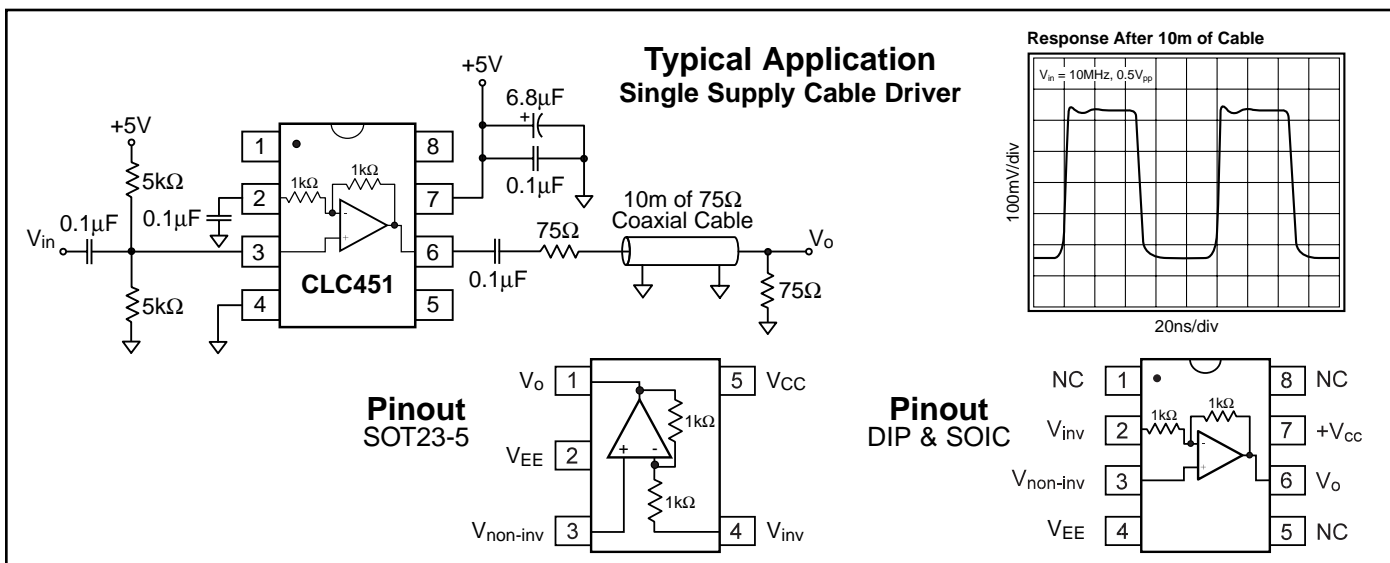 Typical Application
Single Supply Cable Driver
+5V
6.8µF
+
0.1µF
+5V
5kΩ
5kΩ
0.1µF
Vin
0.1µF
1
2
3
4
8
7
6
5
1kΩ
1kΩ
-
+
CLC451
0.1µF
75Ω
10m of 75Ω
Coaxial Cable
Vo
75Ω
Response After 10m of Cable
Vin = 10MHz, 0.5Vpp
100mV/div
20ns/div
Pinout
SOT23-5
Vo 1
VEE 2
Vnon-inv 3
5 VCC
4 Vinv
1kΩ
1kΩ
+ -
Pinout
DIP & SOIC
NC 1
Vinv 2
Vnon-inv 3
VEE 4
8 NC
7 +Vcc
6 Vo
5 NC
1kΩ
1kΩ
-
+